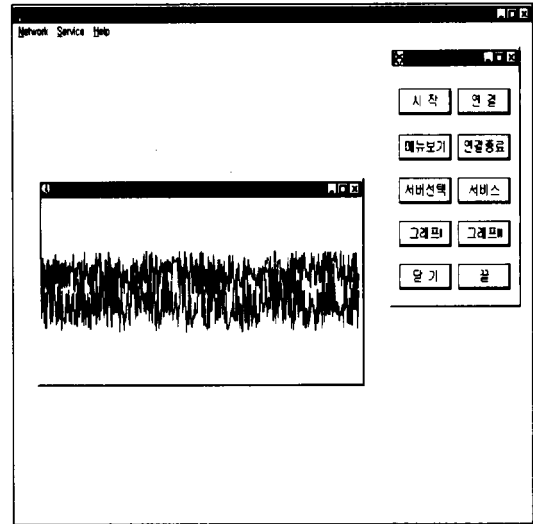 Network Service Help
시 작 연 결
메뉴보기 연결종료
서버선택 서비스
그래프Ⅰ 그래프Ⅲ
닫 기 끝